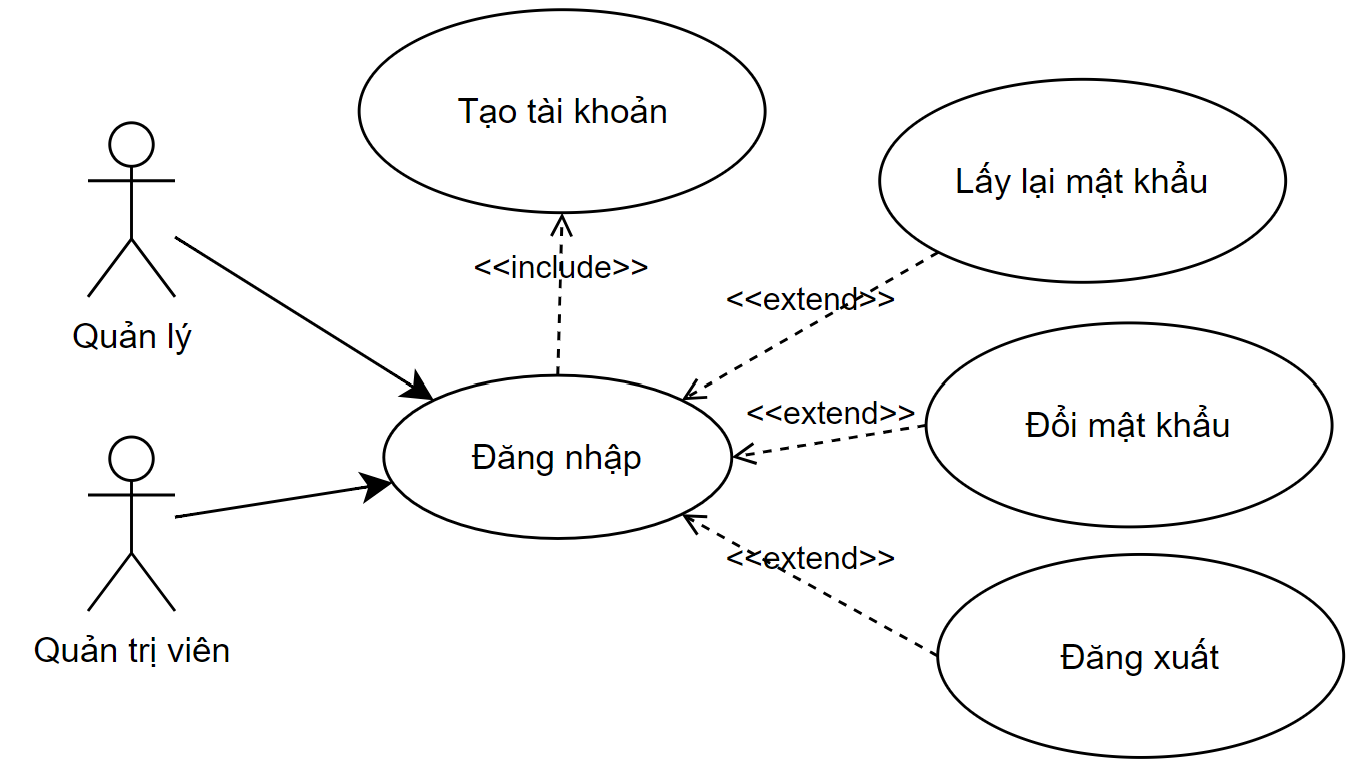 Tạo tài khoản
Lấy lại mật khẩu
<<include>>
<<extend>>
Quản lý
<<extend>>
Đổi mật khẩu
Đăng nhập
<<extend>>
Quản trị viên
Đăng xuất